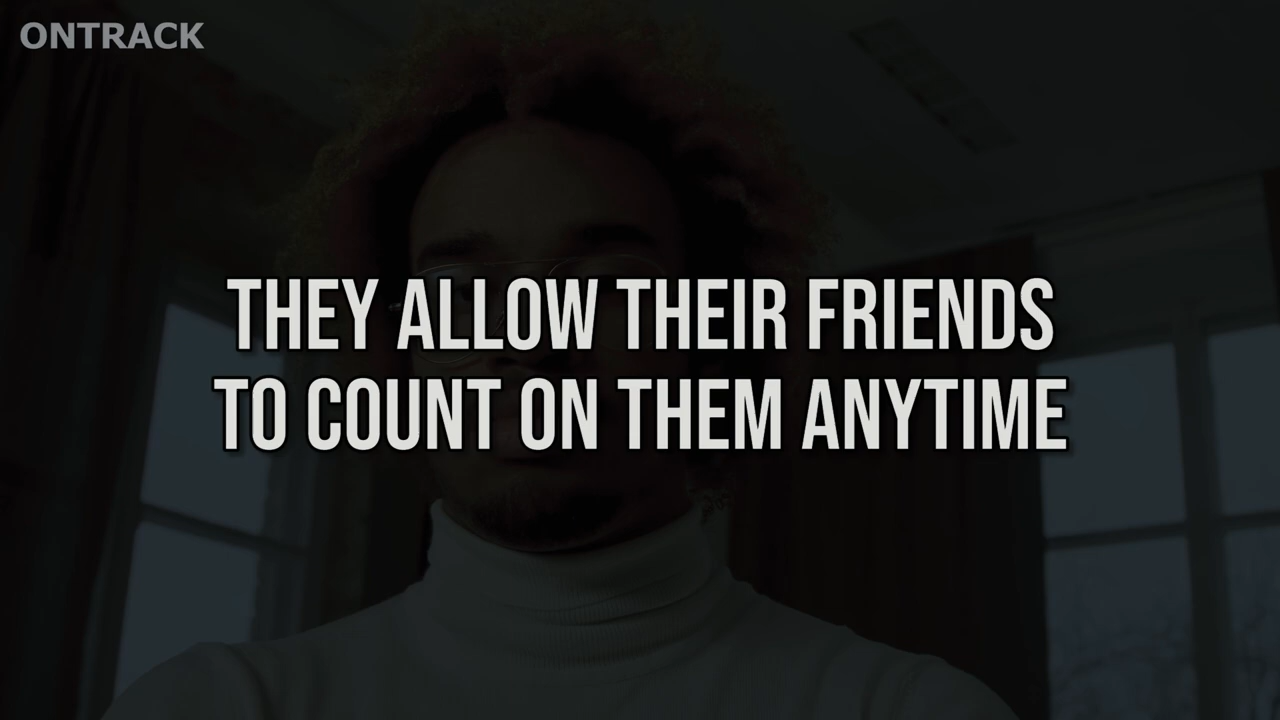 ONTRACK
THEY ALLOW THEIR FRIENDS
TO COUNT ON THEM ANYTIME